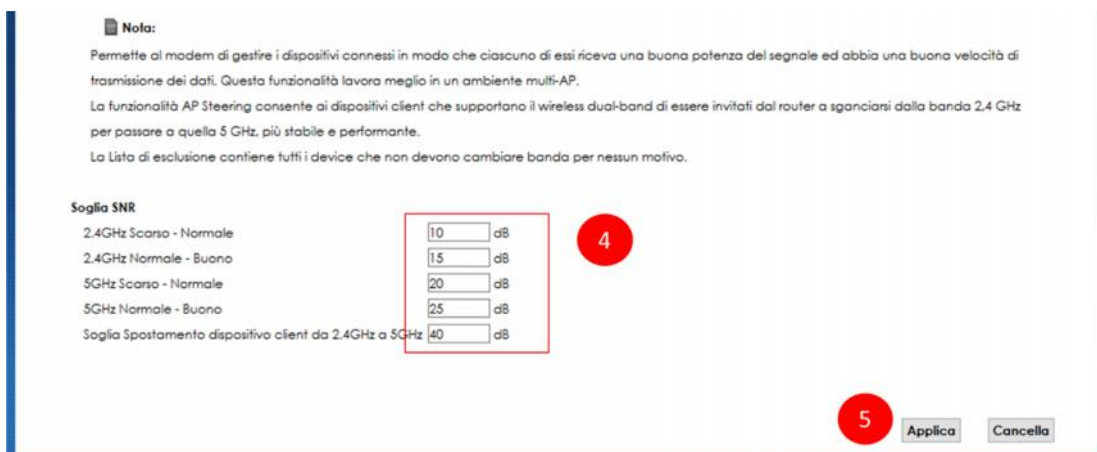 Nota:
Permette al modem di gestire i dispositivi connessi in modo che ciascuno di essi riceva una buona potenza del segnale ed abbia una buona velocità di
trasmissione dei dati. Questa funzionalità lavora meglio in un ambiente multi-AP.
La funzionalità AP Steering consente ai dispositivi client che supportano il wireless dual-band di essere invitati dal router a sganciarsi dalla banda 2,4 GHz
per passare a quella 5 GHz, più stabile e performante.
La Lista di esclusione contiene tutti i device che non devono cambiare banda per nessun motivo.
Soglia SNR
2.4GHz Scarso - Normale 10 dB
4
2.4GHz Normale - Buono 15 dB
5GHz Scarso - Normale 20 dB
5GHz Normale - Buono 25 dB
Soglia Spostamento dispositivo client da 2.4GHz a 5GHz 40 dB
5
Applica Cancella